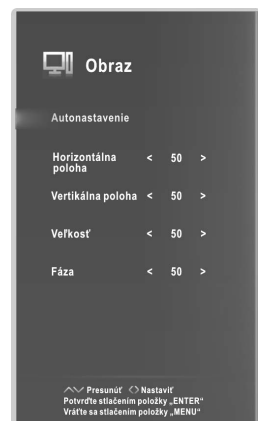 Obraz
Autonastavenie
Horizontálna
poloha < 50 >
Vertikálna poloha < 50 >
Veľkosť < 50 >
Fáza < 50 >
Presunúť Nastaviť
Potvrďte stlačením položky „ENTER“
Vráťte sa stlačením položky „MENU“